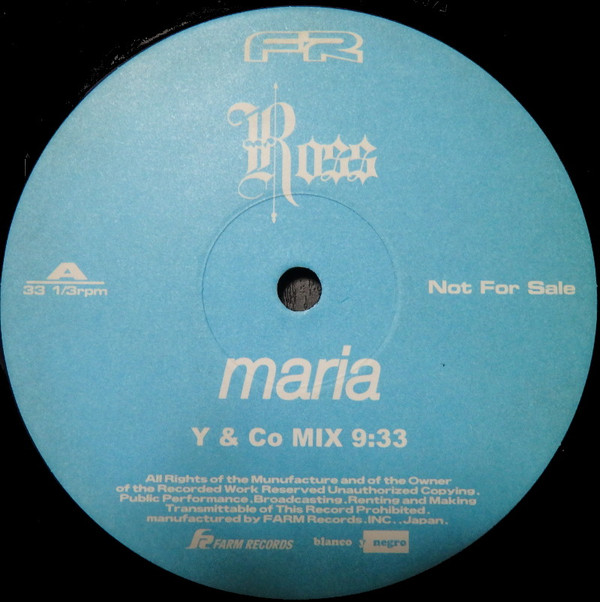 FR
Ross
A
33 1/3rpm
Not For Sale
maria
Y & Co MIX 9:33
All Rights of the Munufacture and of the Owner
of the Recorded Work Reserved Unauthorized Copying.
Public Performance.Broadcasting.Renting and Making
Transmittable of This Record Prohibited.
manufactured by FARM Records.INC..Japan.
FR FARM RECORDS blanco y negro